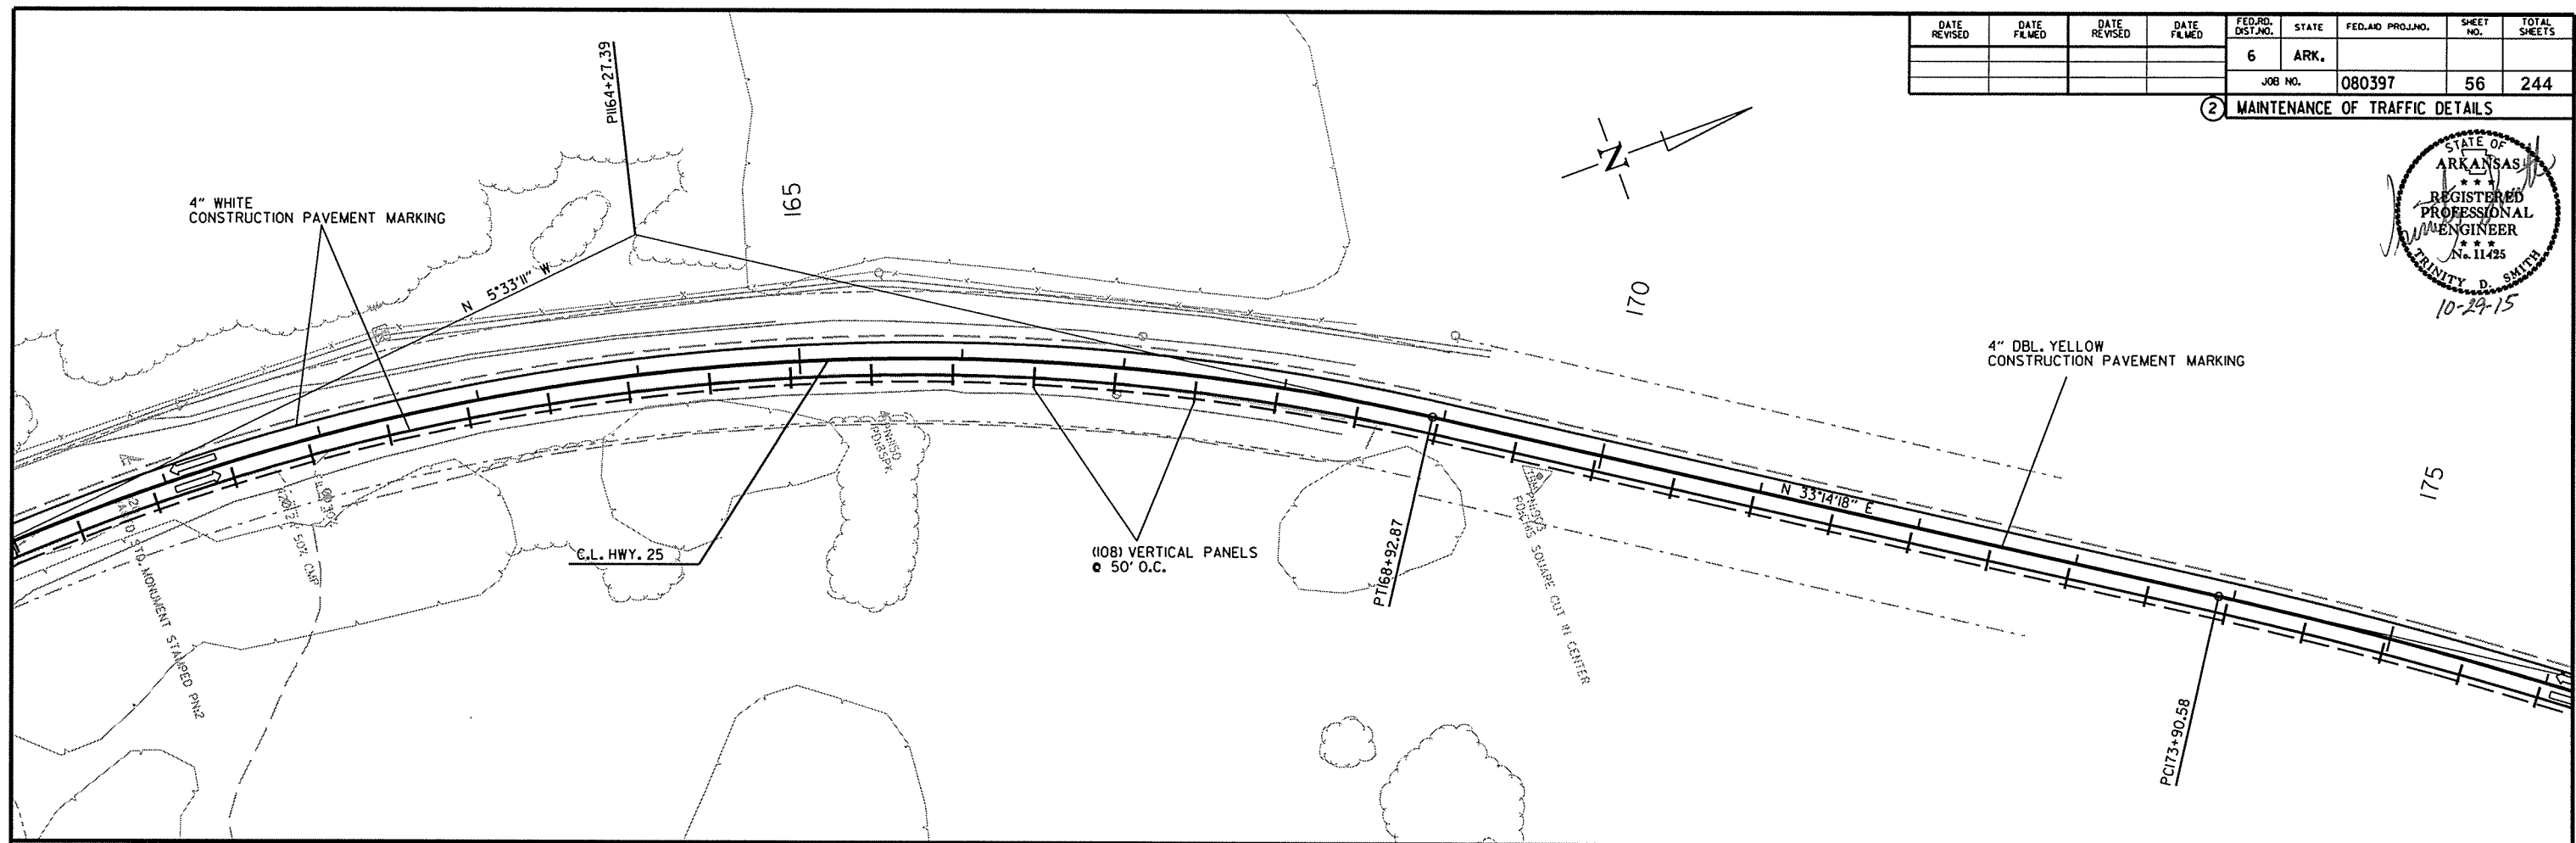 DATE REVISED
DATE FILMED
DATE REVISED
DATE FILMED
FED.RD. DIST.NO.
STATE
FED.AID PROJ.NO.
SHEET NO.
TOTAL SHEETS
6
ARK.
JOB NO.
080397
56
244
2
MAINTENANCE OF TRAFFIC DETAILS
STATE OF
ARKANSAS
REGISTERED
PROFESSIONAL
ENGINEER
No. 11425
TRINITY D. SMITH
10-29-15
PI164+27.39
4" WHITE
CONSTRUCTION PAVEMENT MARKING
N 5°33'11" W
165
N
170
4" DBL. YELLOW
CONSTRUCTION PAVEMENT MARKING
175
N 33°14'18" E
C.L. HWY. 25
(108) VERTICAL PANELS
@ 50' O.C.
PT168+92.87
PC173+90.58
STD. MONUMENT STAMPED PN:2
CMP
SQUARE CUT IN CENTER